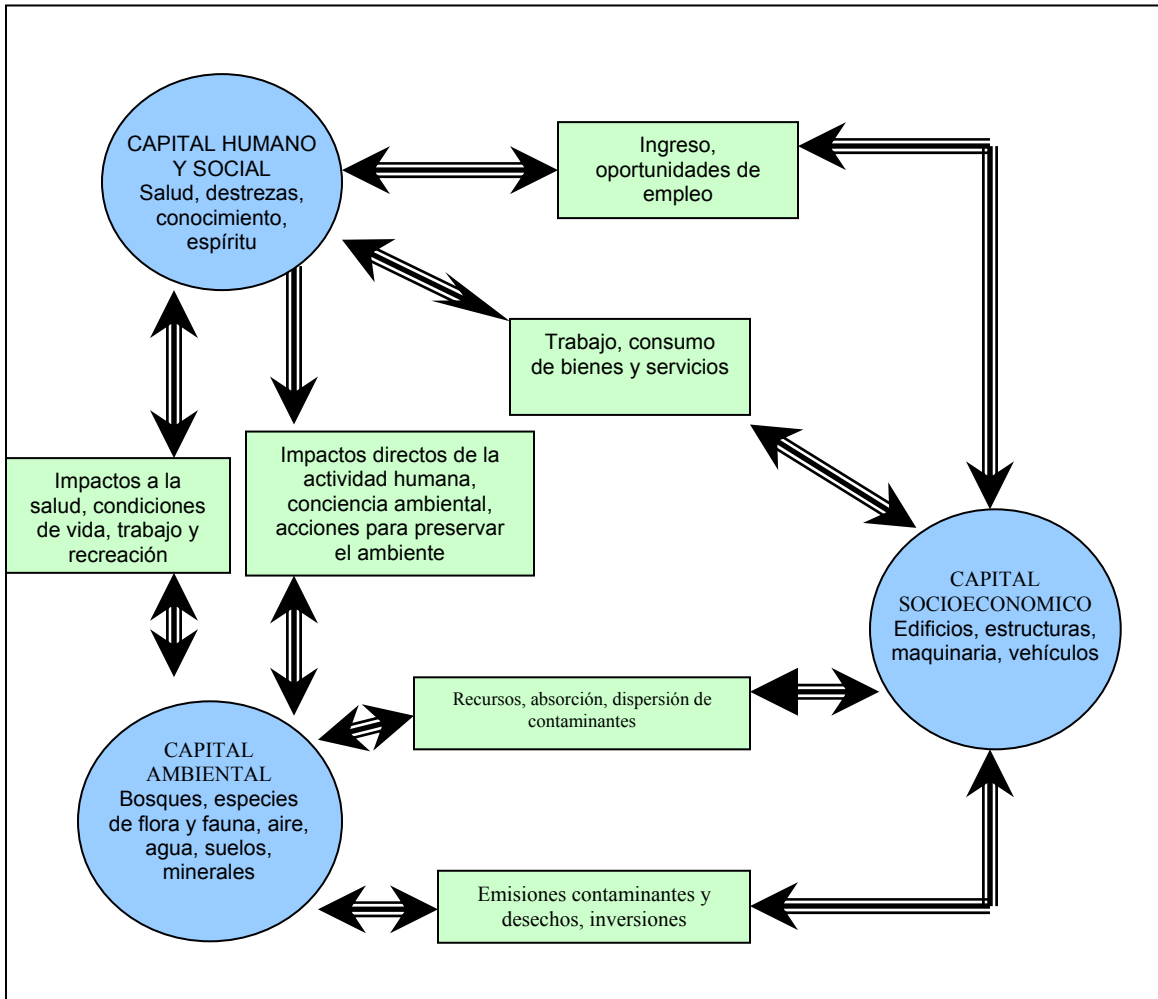 CAPITAL HUMANO
Y SOCIAL
Salud, destrezas,
conocimiento,
espíritu
Ingreso,
oportunidades de
empleo
Trabajo, consumo
de bienes y servicios
Impactos a la
salud, condiciones
de vida, trabajo y
recreación
Impactos directos de la
actividad humana,
conciencia ambiental,
acciones para preservar
el ambiente
CAPITAL
SOCIOECONOMICO
Edificios, estructuras,
maquinaria, vehículos
Recursos, absorción, dispersión de
contaminantes
CAPITAL
AMBIENTAL
Bosques, especies
de flora y fauna, aire,
agua, suelos,
minerales
Emisiones contaminantes y
desechos, inversiones